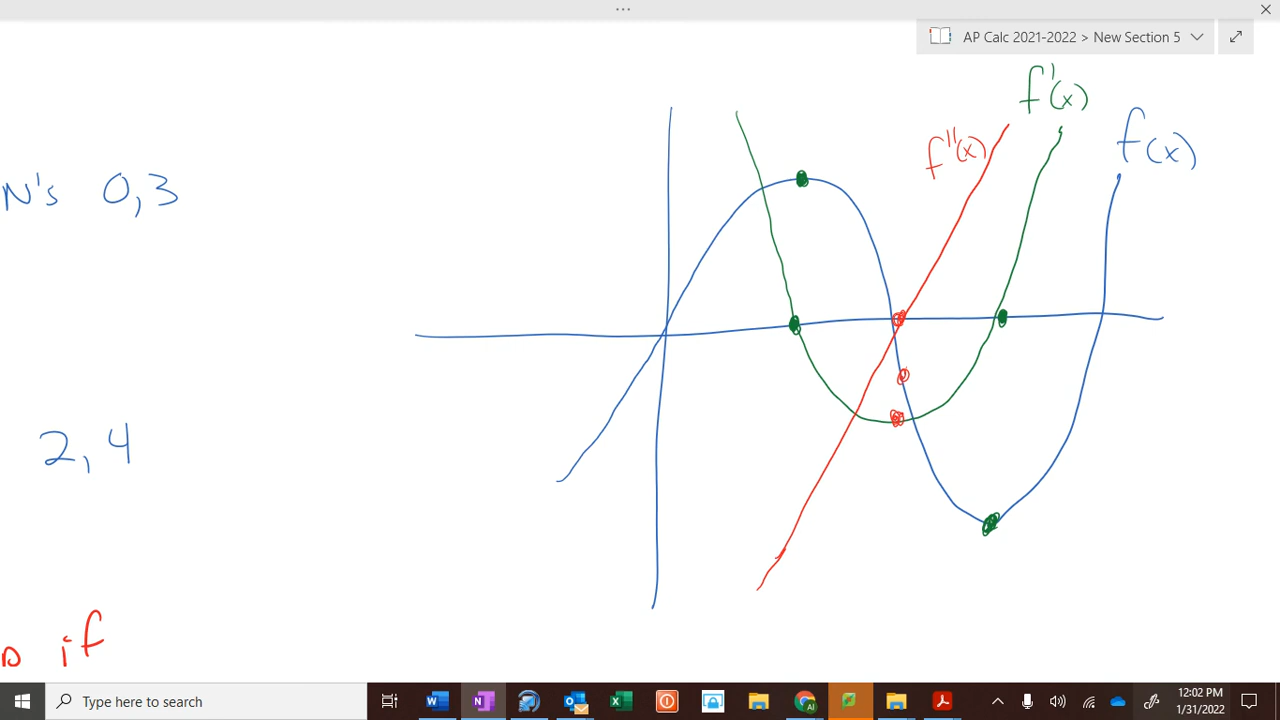 AP Calc 2021-2022 > New Section 5
f'(x)
f''(x)
f(x)
N's 0,3
2,4
if
Type here to search
12:02 PM
1/31/2022